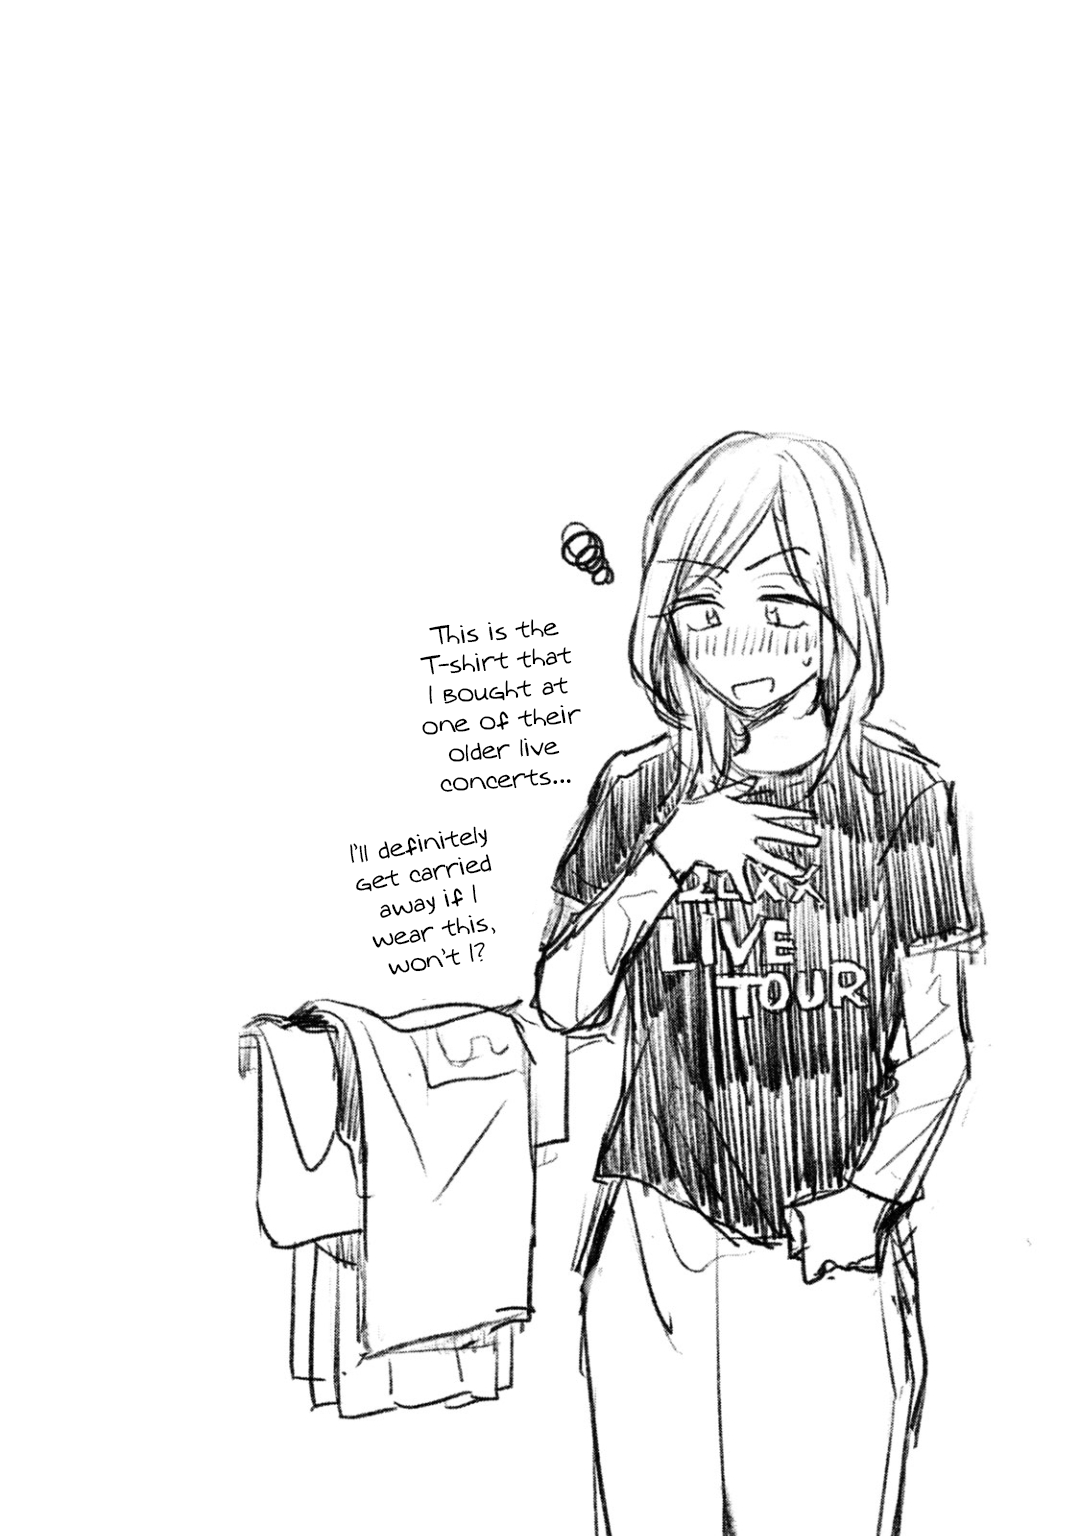 This is the
T-shirt that
I bought at
one of their
older live
concerts...
I'll definitely
get carried
away if I
wear this,
won't I?
LIVE
TOUR